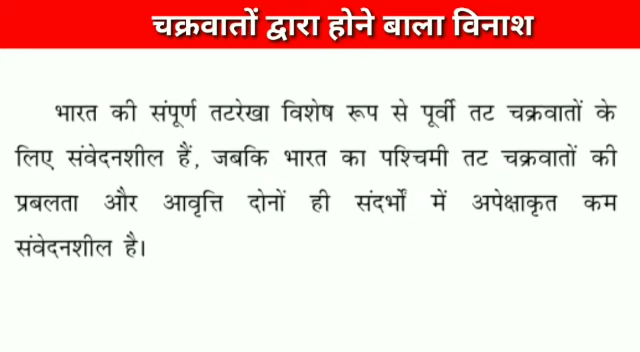 चक्रवातों द्वारा होने बाला विनाश
भारत की संपूर्ण तटरेखा विशेष रूप से पूर्वी तट चक्रवातों के
लिए संवेदनशील हैं, जबकि भारत का पश्चिमी तट चक्रवातों की
प्रबलता और आवृत्ति दोनों ही संदर्भों में अपेक्षाकृत कम
संवेदनशील है।